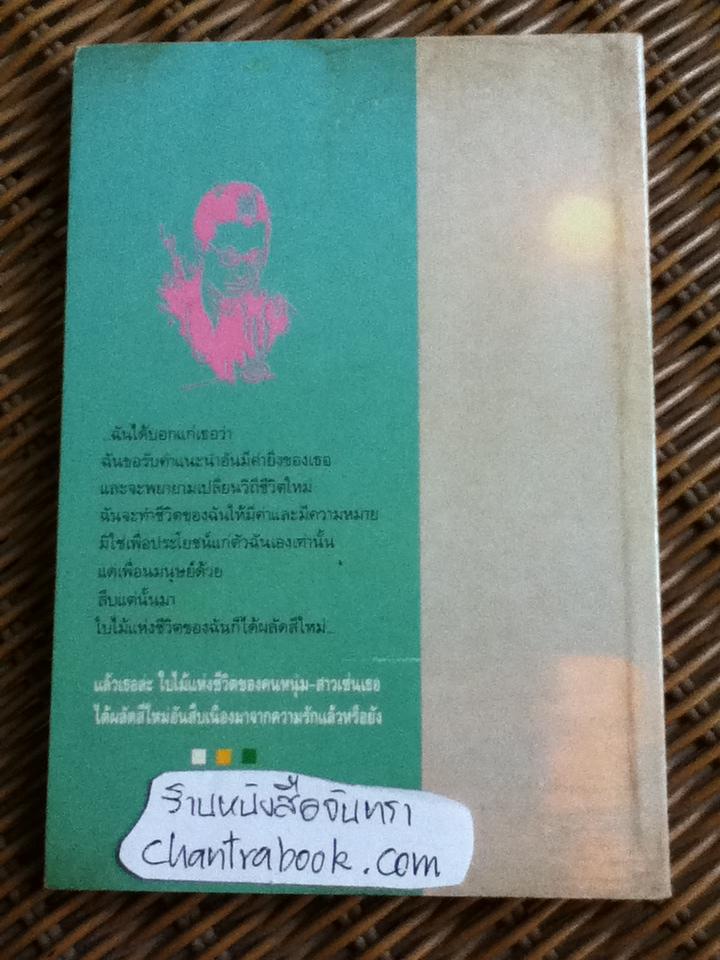 ...ฉันได้บอกแก่เธอว่า
ฉันขอรับคำแนะนำอันมีค่ายิ่งของเธอ
และจะพยายามเปลี่ยนวิถีชีวิตใหม่
ฉันจะทำชีวิตของฉันให้มีค่าและมีความหมาย
มิใช่เพื่อประโยชน์แก่ตัวฉันเองเท่านั้น
แต่เพื่อนมนุษย์ด้วย
สืบแต่นั้นมา
ใบไม้แห่งชีวิตของฉันก็ได้ผลัดสีใหม่...
แล้วเธอล่ะ ใบไม้แห่งชีวิตของคนหนุ่ม-สาวเช่นเธอ
ได้ผลัดสีใหม่อันสืบเนื่องมาจากความรักแล้วหรือยัง
ร้านหนังสือจันทรา
chantrabook.com